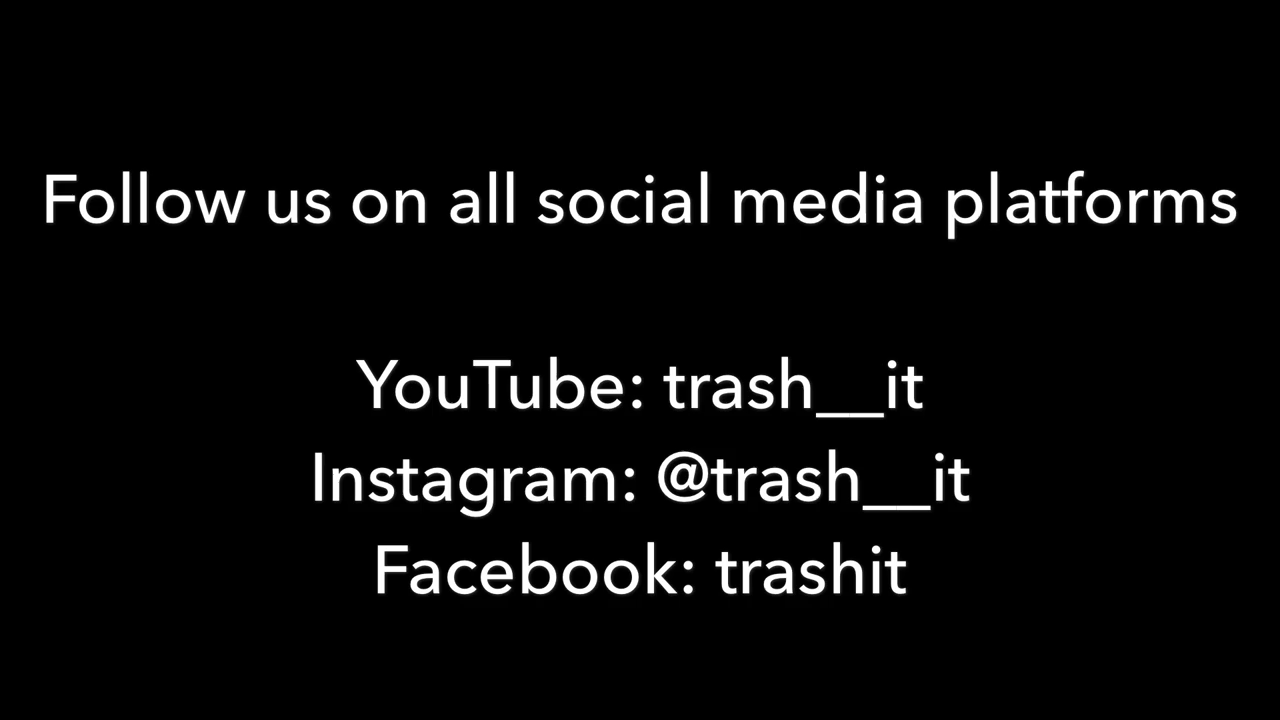 Follow us on all social media platforms
YouTube: trash__it
Instagram: @trash__it
Facebook: trashit